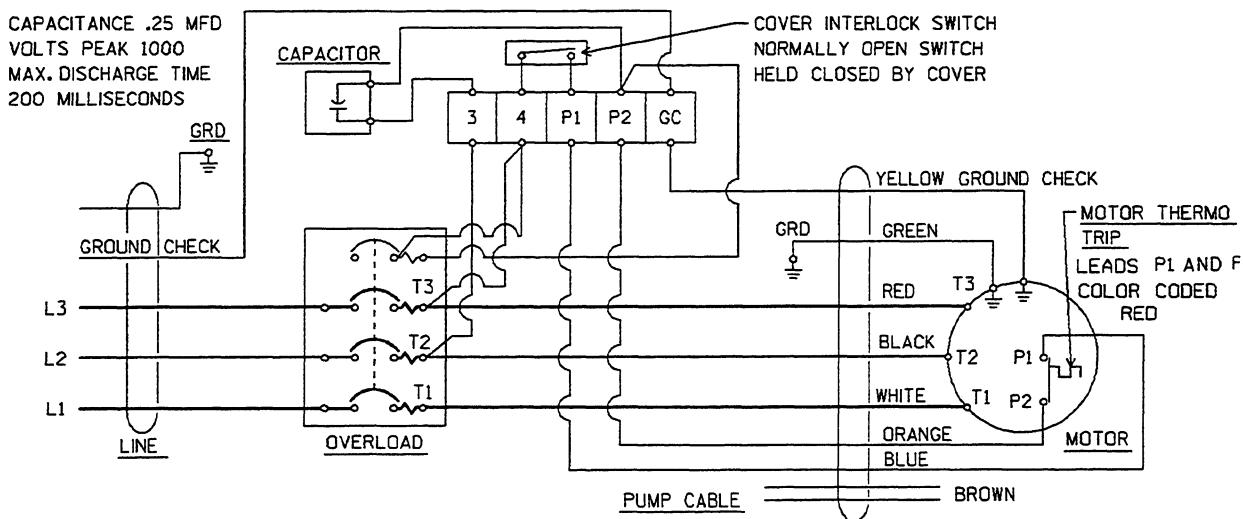 CAPACITANCE .25 MFD
VOLTS PEAK 1000
MAX. DISCHARGE TIME
200 MILLISECONDS
CAPACITOR
COVER INTERLOCK SWITCH
NORMALLY OPEN SWITCH
HELD CLOSED BY COVER
3 4 P1 P2 GC
GRD
GROUND CHECK
YELLOW GROUND CHECK
GRD
GREEN
MOTOR THERMO
TRIP
LEADS P1 AND
COLOR CODED
RED
L3
T3
RED
T3
L2
T2
BLACK
T2
P1
L1
T1
WHITE
T1
P2
LINE
OVERLOAD
ORANGE
MOTOR
BLUE
PUMP CABLE
BROWN